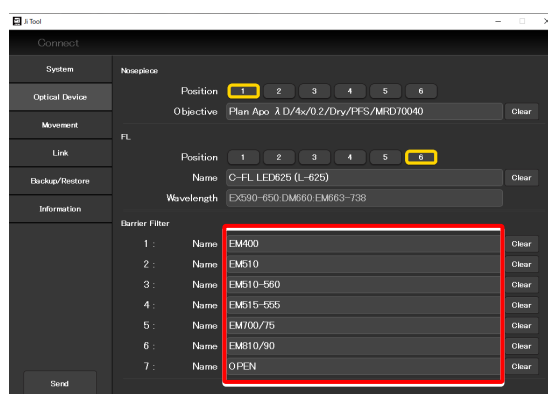 Ji Tool
Connect
System
Optical Device
Movement
Link
Backup/Restore
Information
Send
Nosepiece
Position 1 2 3 4 5 6
Objective Plan Apo λ D/4x/0.2/Dry/PFS/MRD70040 Clear
FL
Position 1 2 3 4 5 6
Name C-FL LED625 (L-625) Clear
Wavelength EX590-650:DM660:EM663-738
Barrier Filter
1 : Name EM400 Clear
2 : Name EM510 Clear
3 : Name EM510-560 Clear
4 : Name EM515-555 Clear
5 : Name EM700/75 Clear
6 : Name EM810/90 Clear
7 : Name OPEN Clear